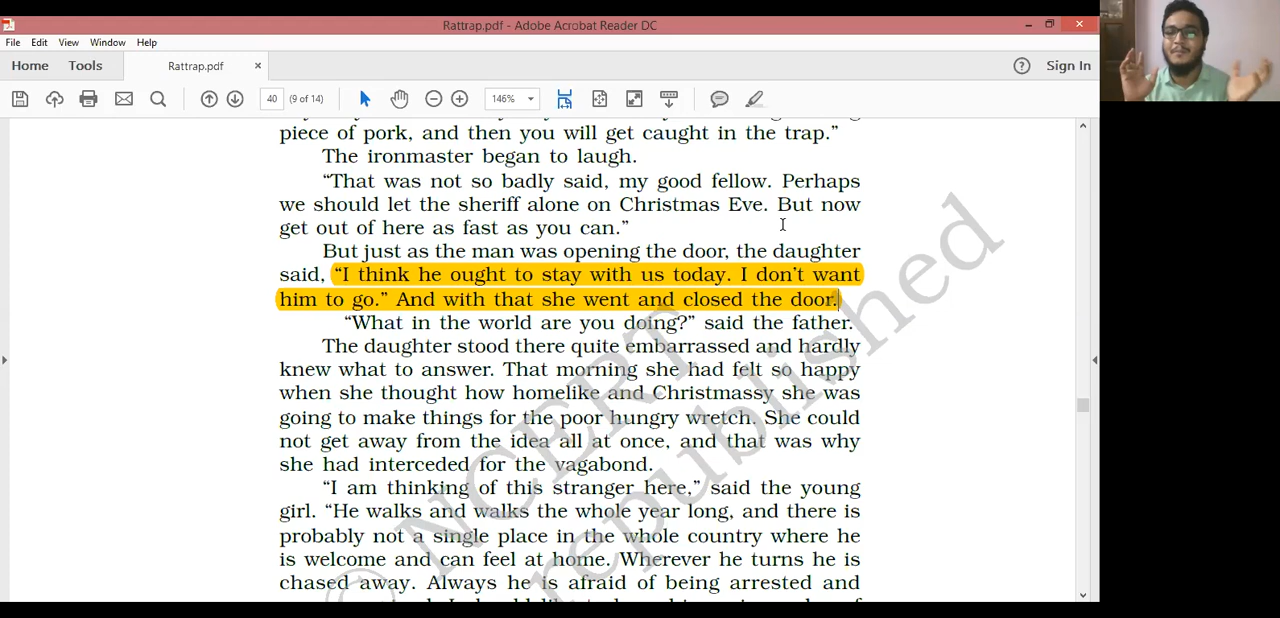 Rattrap.pdf - Adobe Acrobat Reader DC
File Edit View Window Help
Home Tools Rattrap.pdf × Sign In
40 (9 of 14) 146%
piece of pork, and then you will get caught in the trap.”
The ironmaster began to laugh.
“That was not so badly said, my good fellow. Perhaps
we should let the sheriff alone on Christmas Eve. But now
get out of here as fast as you can.”
But just as the man was opening the door, the daughter
said, “I think he ought to stay with us today. I don’t want
him to go.” And with that she went and closed the door.
“What in the world are you doing?” said the father.
The daughter stood there quite embarrassed and hardly
knew what to answer. That morning she had felt so happy
when she thought how homelike and Christmassy she was
going to make things for the poor hungry wretch. She could
not get away from the idea all at once, and that was why
she had interceded for the vagabond.
“I am thinking of this stranger here,” said the young
girl. “He walks and walks the whole year long, and there is
probably not a single place in the whole country where he
is welcome and can feel at home. Wherever he turns he is
chased away. Always he is afraid of being arrested and
© NCERT
republished